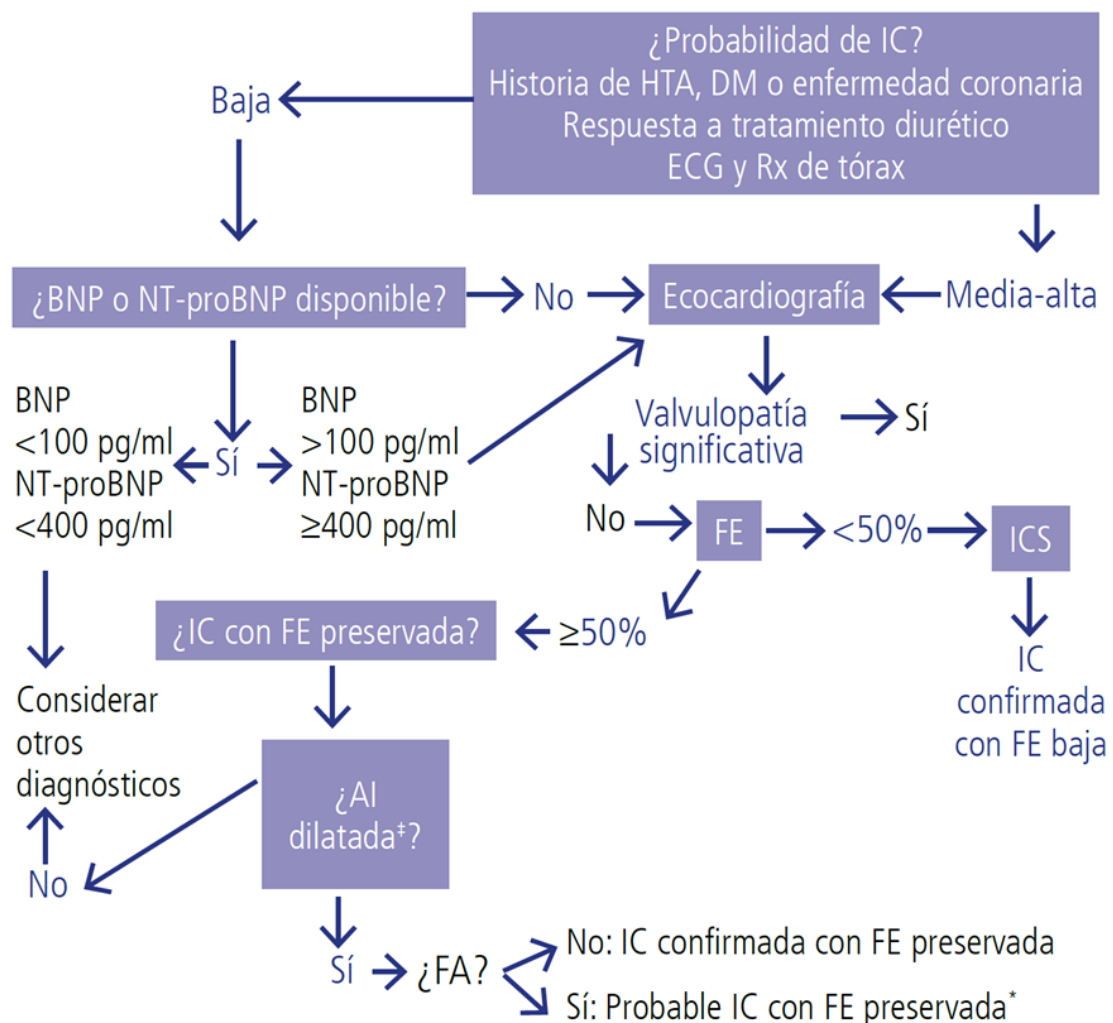 ¿Probabilidad de IC?
Historia de HTA, DM o enfermedad coronaria
Respuesta a tratamiento diurético
ECG y Rx de tórax
Baja
Media-alta
¿BNP o NT-proBNP disponible?
No
Ecocardiografía
BNP
<100 pg/ml
NT-proBNP
<400 pg/ml
Sí
BNP
>100 pg/ml
NT-proBNP
≥400 pg/ml
Valvulopatía
significativa
Sí
No
FE
<50%
ICS
IC
confirmada
con FE baja
≥50%
¿IC con FE preservada?
Considerar
otros
diagnósticos
¿AI
dilatada‡?
No
Sí
¿FA?
No: IC confirmada con FE preservada
Sí: Probable IC con FE preservada*